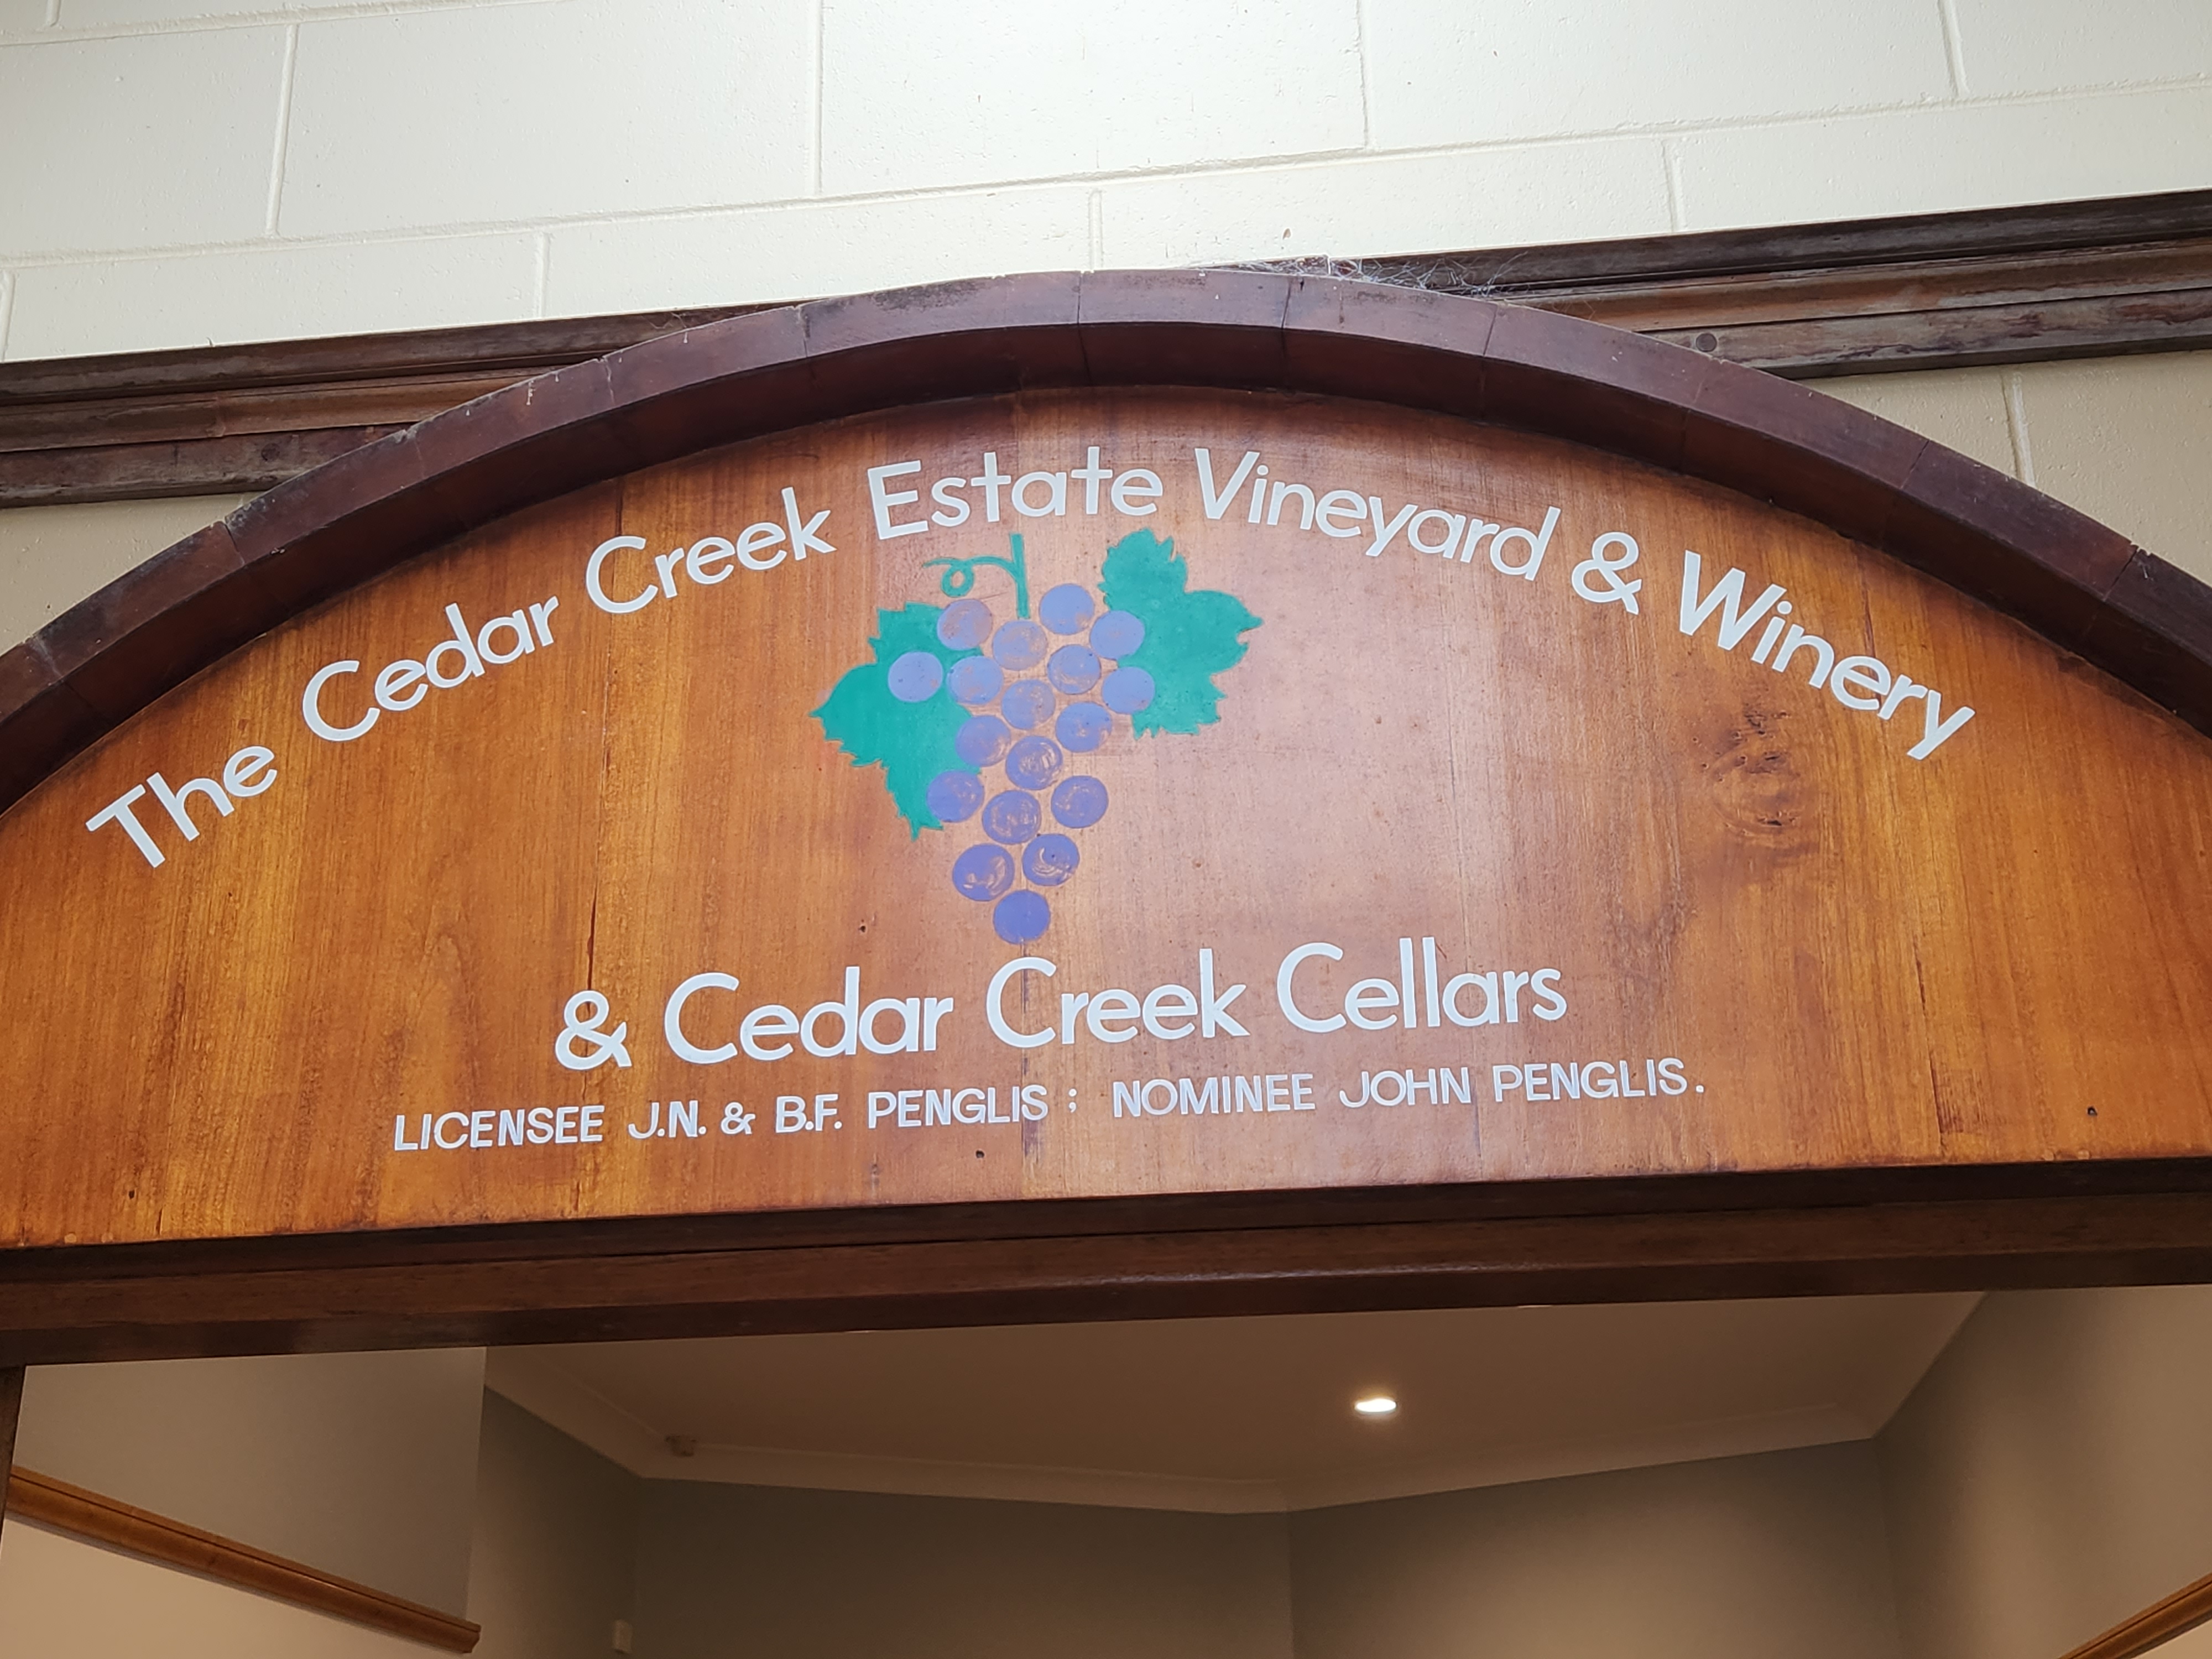 The Cedar Creek Estate Vineyard & Winery
& Cedar Creek Cellars
LICENSEE J.N. & B.F. PENGLIS ; NOMINEE JOHN PENGLIS.